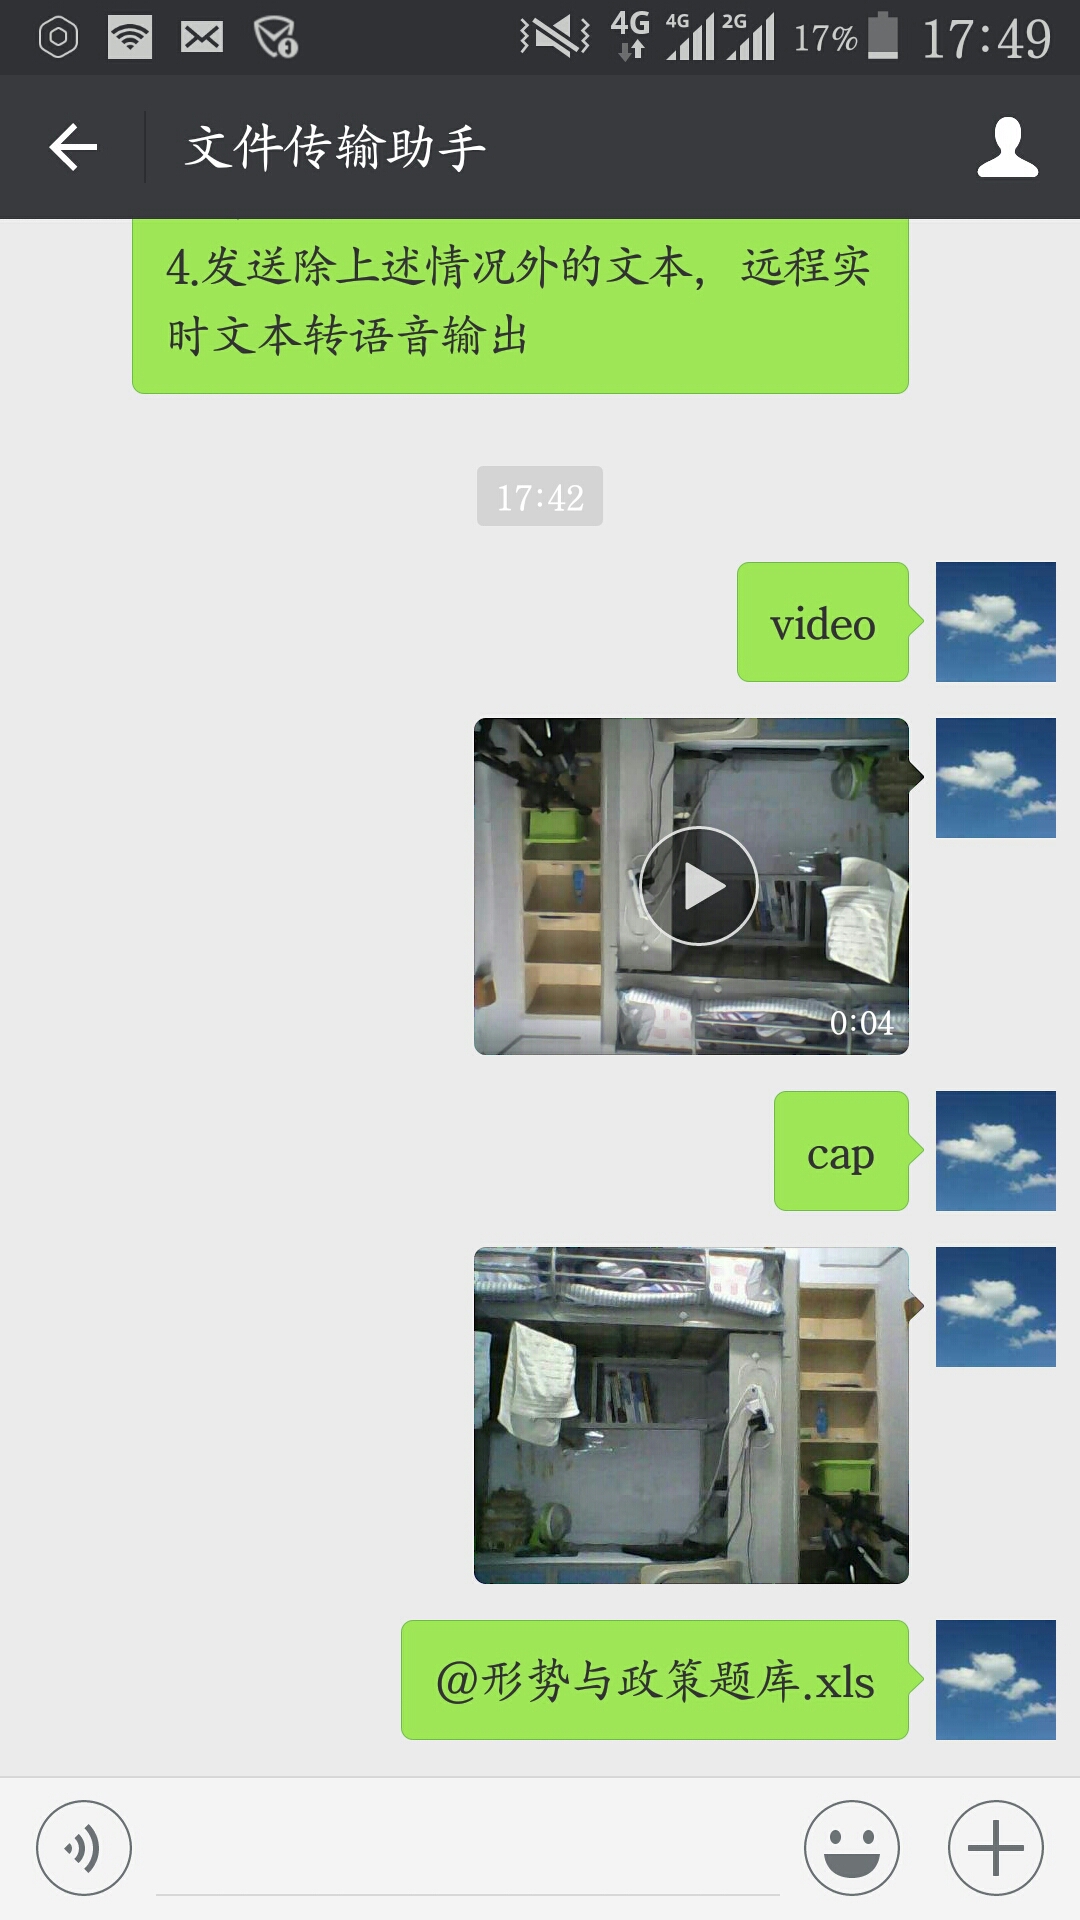 4G 4G 2G 17% 17:49
文件传输助手
4.发送除上述情况外的文本，远程实
时文本转语音输出
17:42
video
0:04
cap
@形势与政策题库.xls